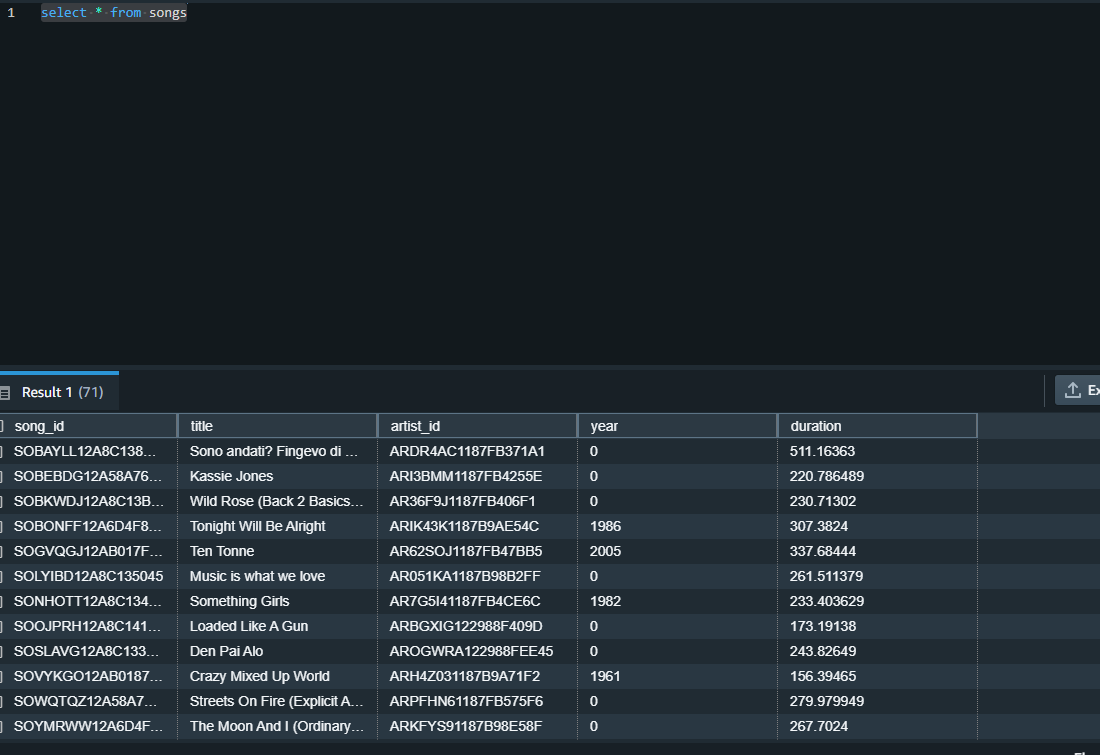 1 select * from songs
Result 1 (71)
song_id title artist_id year duration
SOBAYLL12A8C138... Sono andati? Fingevo di ... ARDR4AC1187FB371A1 0 511.16363
SOBEBDG12A58A76... Kassie Jones ARI3BMM1187FB4255E 0 220.786489
SOBKWDJ12A8C13B... Wild Rose (Back 2 Basics... AR36F9J1187FB406F1 0 230.71302
SOBONFF12A6D4F8... Tonight Will Be Alright ARIK43K1187B9AE54C 1986 307.3824
SOGVQGJ12AB017F... Ten Tonne AR62SOJ1187FB47BB5 2005 337.68444
SOLYIBD12A8C135045 Music is what we love AR051KA1187B98B2FF 0 261.511379
SONHOTT12A8C134... Something Girls AR7G5I41187FB4CE6C 1982 233.403629
SOOJPRH12A8C141... Loaded Like A Gun ARBGXIG122988F409D 0 173.19138
SOSLAVG12A8C133... Den Pai Alo AROGWRA122988FEE45 0 243.82649
SOVYKGO12AB0187... Crazy Mixed Up World ARH4Z031187B9A71F2 1961 156.39465
SOWQTQZ12A58A7... Streets On Fire (Explicit A... ARPFHN61187FB575F6 0 279.979949
SOYMRWW12A6D4F... The Moon And I (Ordinary... ARKFYS91187B98E58F 0 267.7024